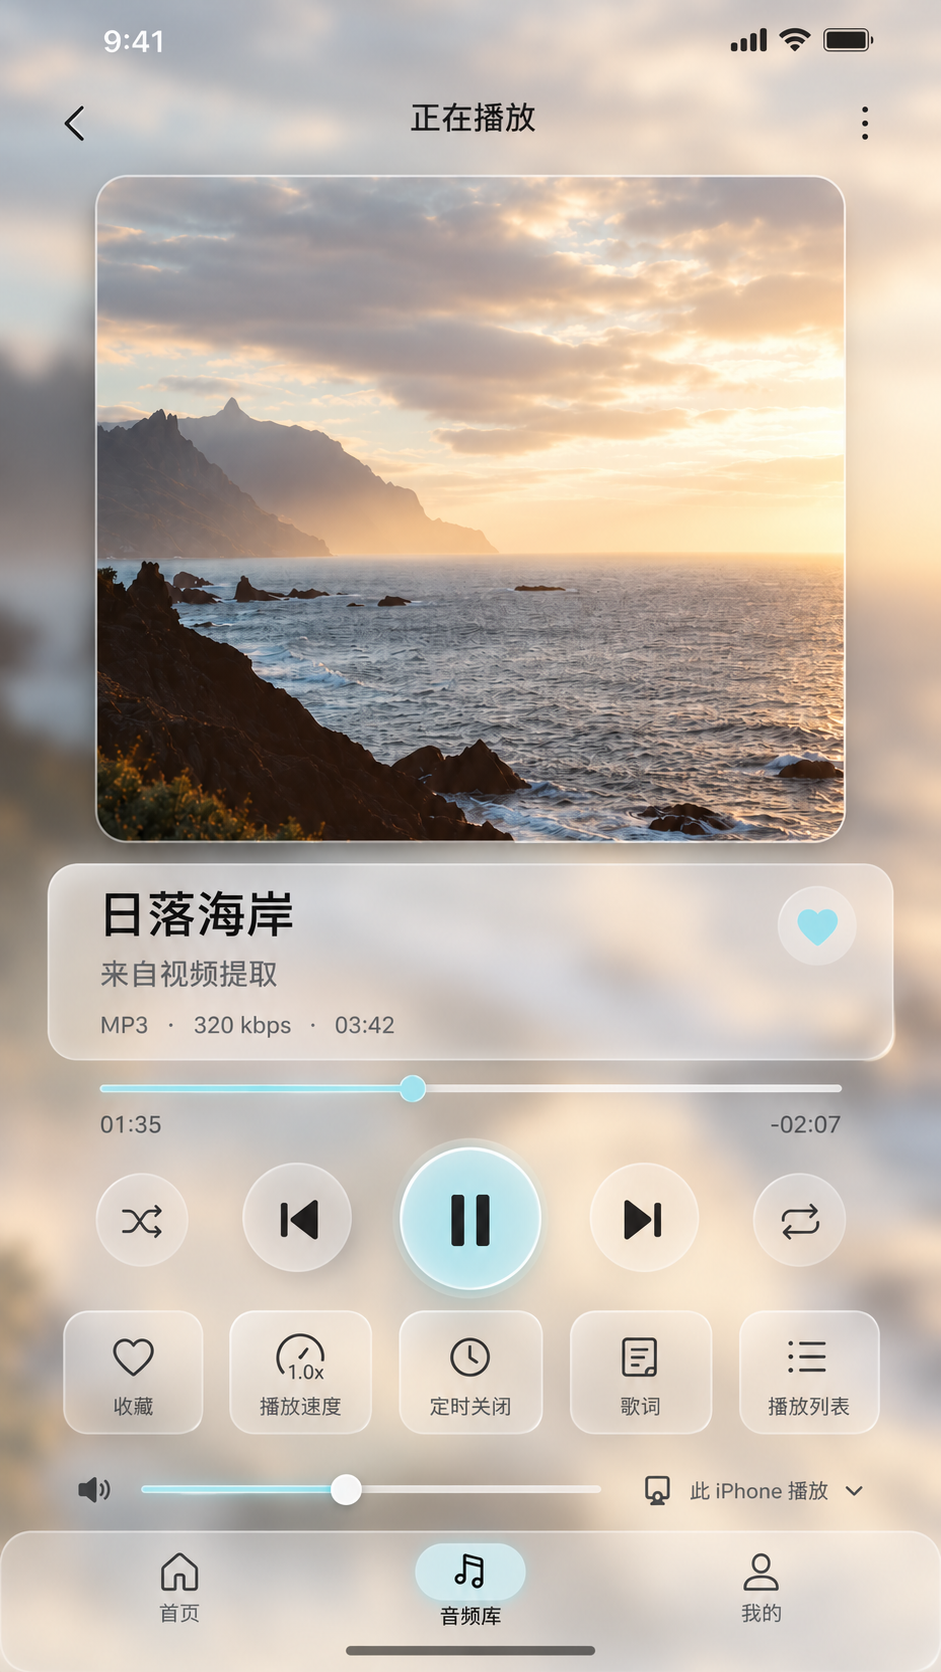 9:41
正在播放
日落海岸
来自视频提取
MP3 · 320 kbps · 03:42
01:35 -02:07
1.0x
收藏 播放速度 定时关闭 歌词 播放列表
此 iPhone 播放
首页 音频库 我的